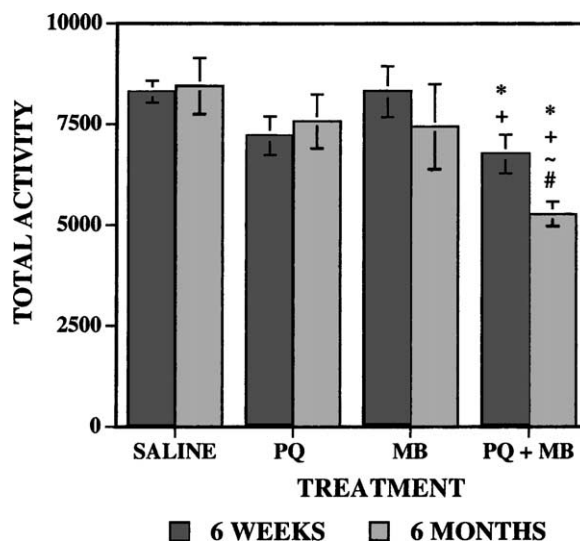 10000
7500
5000
2500
0
TOTAL ACTIVITY
*
+
*
+
~
#
SALINE PQ MB PQ + MB
TREATMENT
6 WEEKS 6 MONTHS